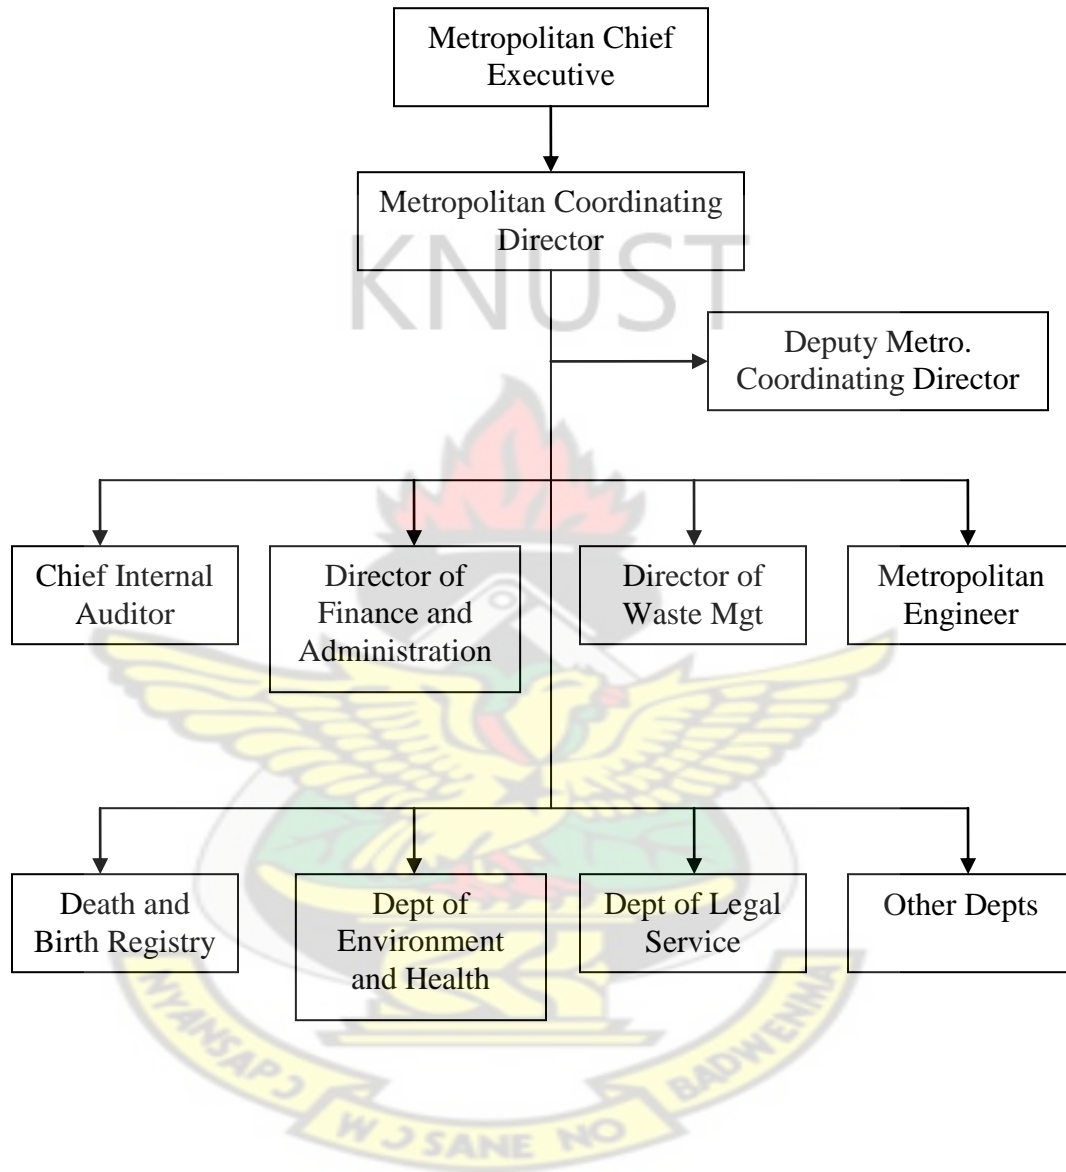 Metropolitan Chief
Executive
Metropolitan Coordinating
Director
KNUST
Deputy Metro.
Coordinating Director
Chief Internal
Auditor
Director of
Finance and
Administration
Director of
Waste Mgt
Metropolitan
Engineer
Death and
Birth Registry
Dept of
Environment
and Health
Dept of Legal
Service
Other Depts
NYANSAPƆ
WƆ SANE NO
BADWENMA